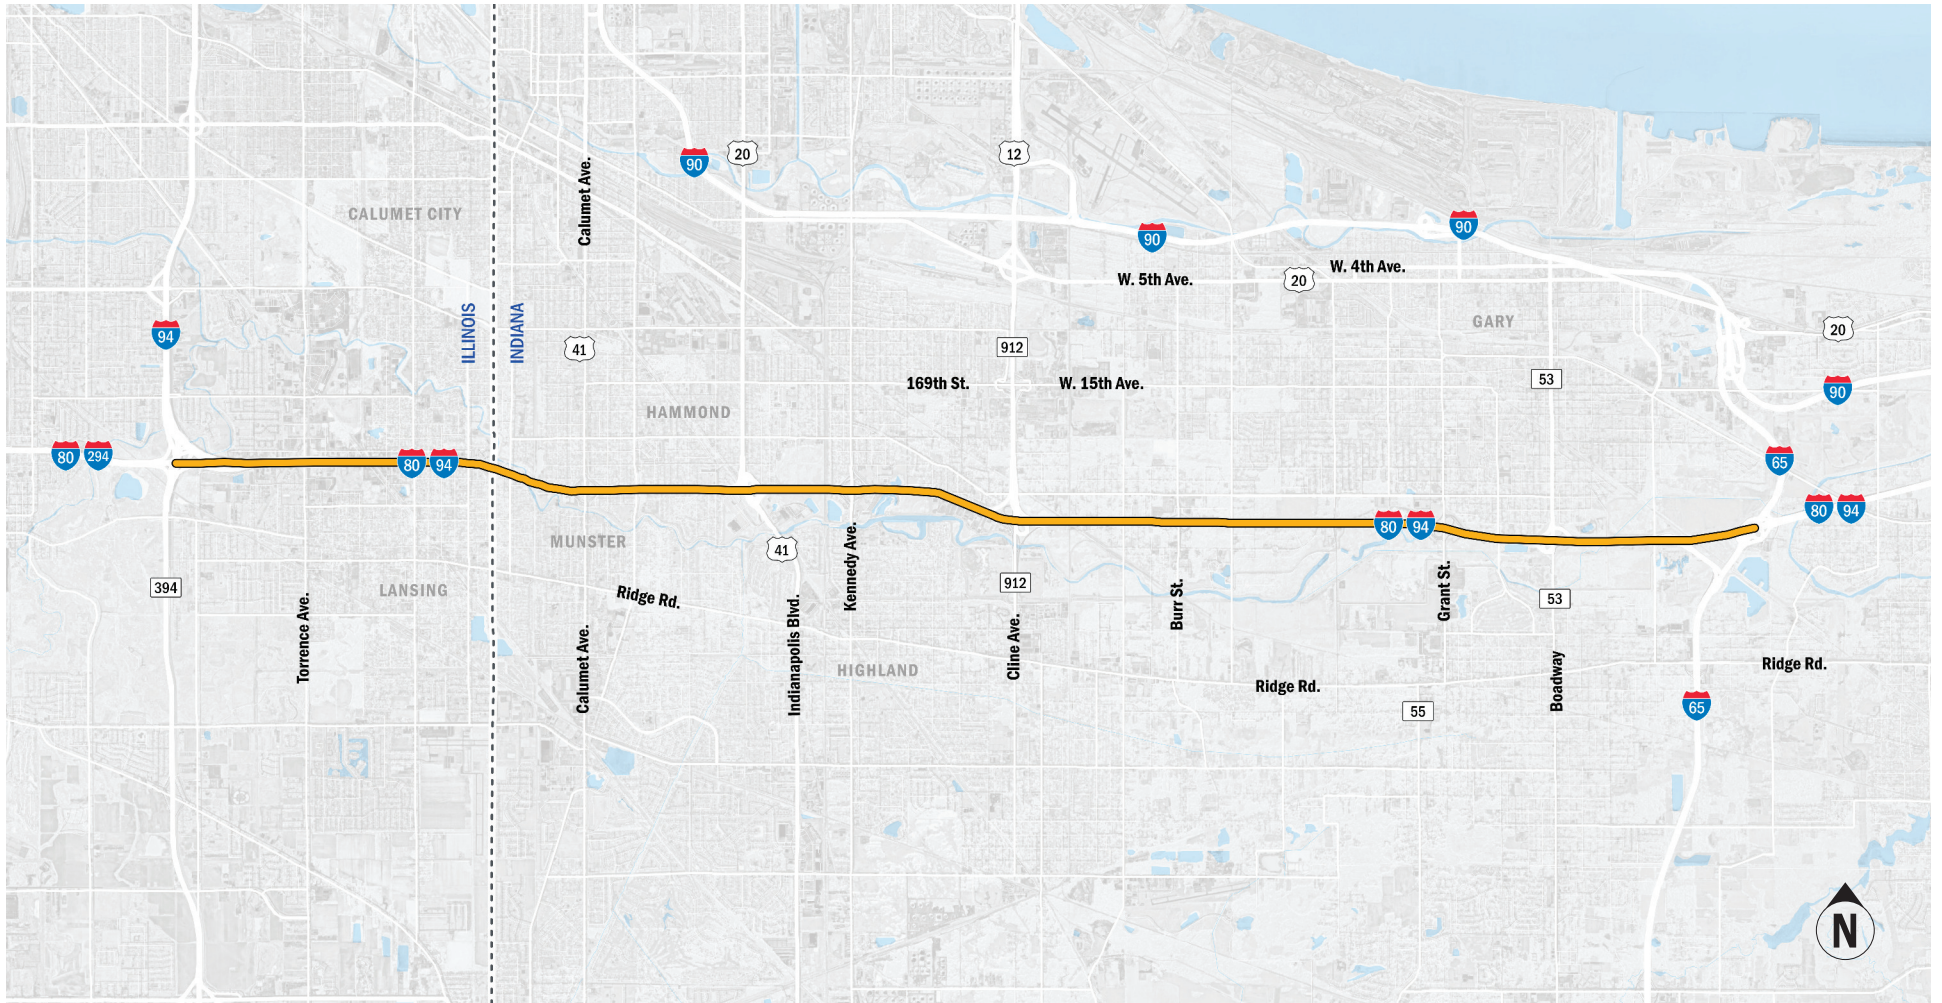 90
20
12
Calumet Ave.
CALUMET CITY
90
90
W. 5th Ave.
20
W. 4th Ave.
ILLINOIS
INDIANA
94
41
912
GARY
20
169th St.
W. 15th Ave.
53
90
HAMMOND
80
294
80
94
65
80
94
80
94
MUNSTER
41
Kennedy Ave.
394
LANSING
Ridge Rd.
912
Burr St.
Grant St.
53
Torrence Ave.
Calumet Ave.
Indianapolis Blvd.
HIGHLAND
Cline Ave.
Ridge Rd.
Boadway
Ridge Rd.
55
65
N